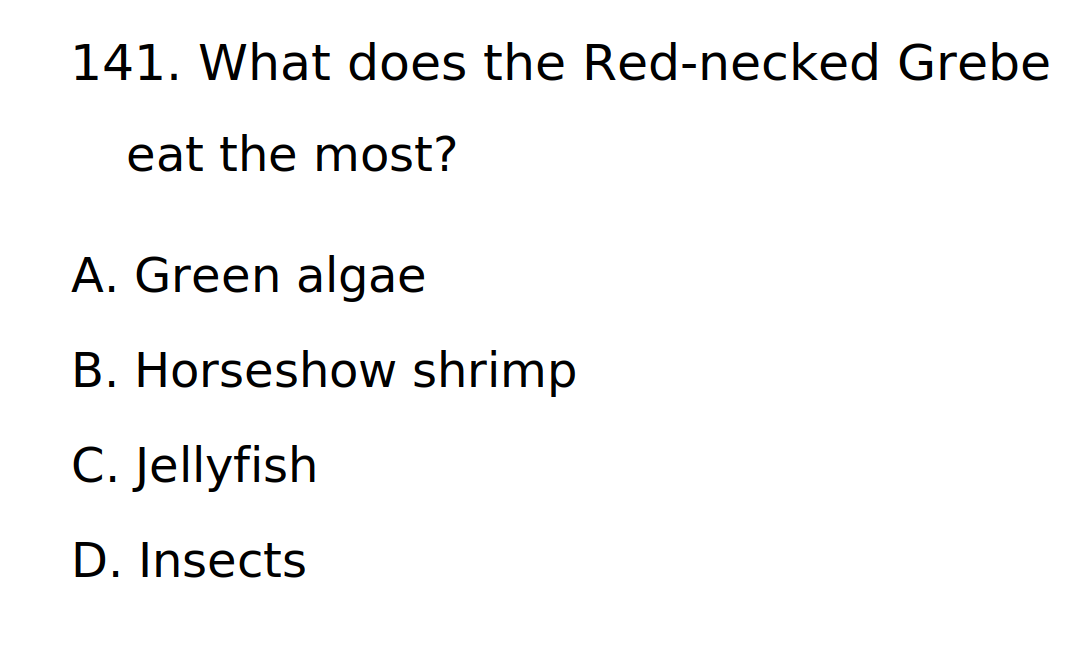 141. What does the Red-necked Grebe
eat the most?
A. Green algae
B. Horseshow shrimp
C. Jellyfish
D. Insects